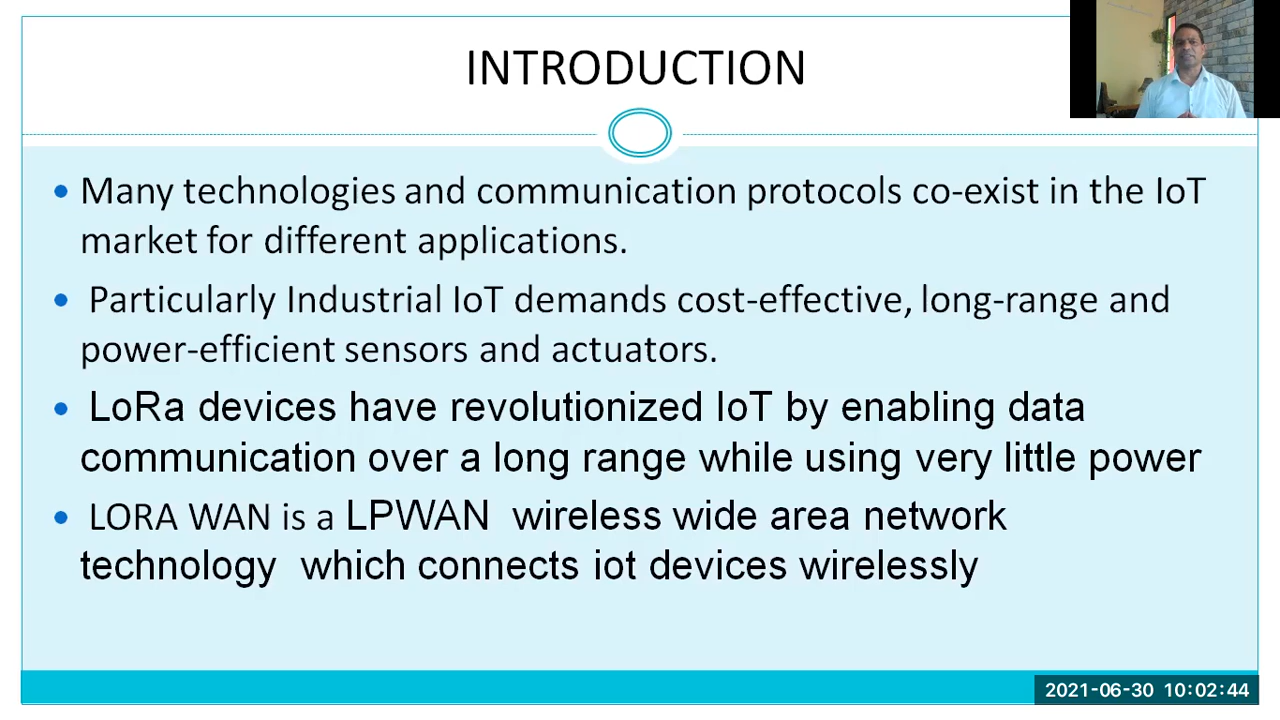 INTRODUCTION
• Many technologies and communication protocols co-exist in the IoT
market for different applications.
• Particularly Industrial IoT demands cost-effective, long-range and
power-efficient sensors and actuators.
• LoRa devices have revolutionized IoT by enabling data
communication over a long range while using very little power
• LORA WAN is a LPWAN wireless wide area network
technology which connects iot devices wirelessly
2021-06-30 10:02:44